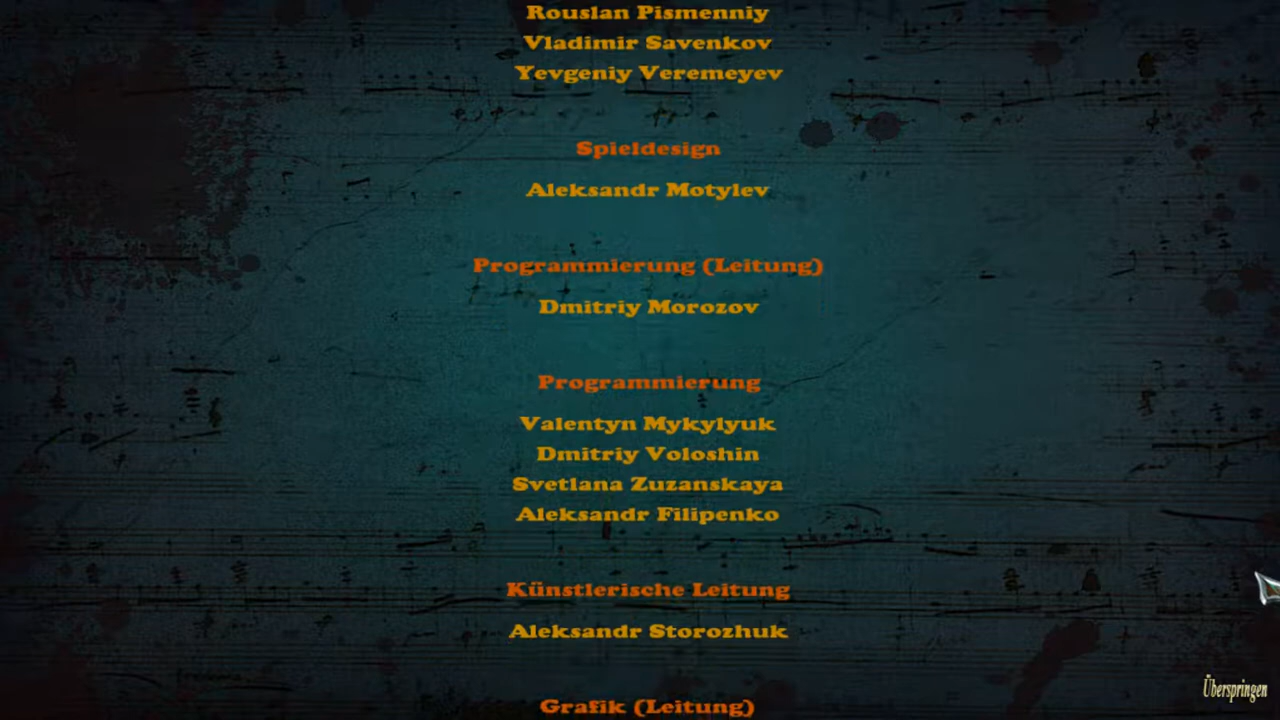 Rouslan Pismenniy
Vladimir Savenkov
Yevgeniy Veremeyev
Spieldesign
Aleksandr Motylev
Programmierung (Leitung)
Dmitriy Morozov
Programmierung
Valentyn Mykylyuk
Dmitriy Voloshin
Svetlana Zuzanskaya
Aleksandr Filipenko
Künstlerische Leitung
Aleksandr Storozhuk
Überspringen
Grafik (Leitung)